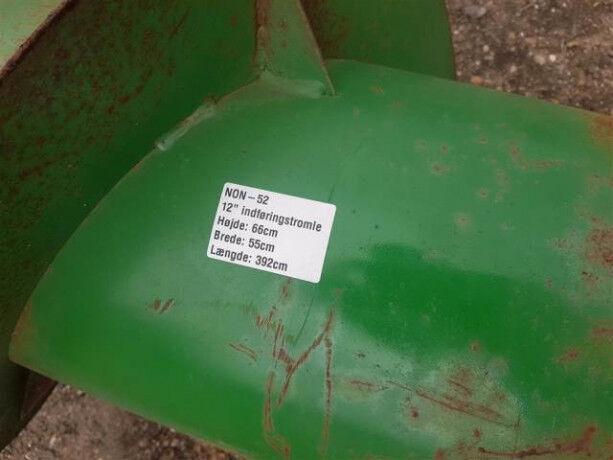 NON-52
12" indføringstromle
Højde: 66cm
Brede: 55cm
Længde: 392cm